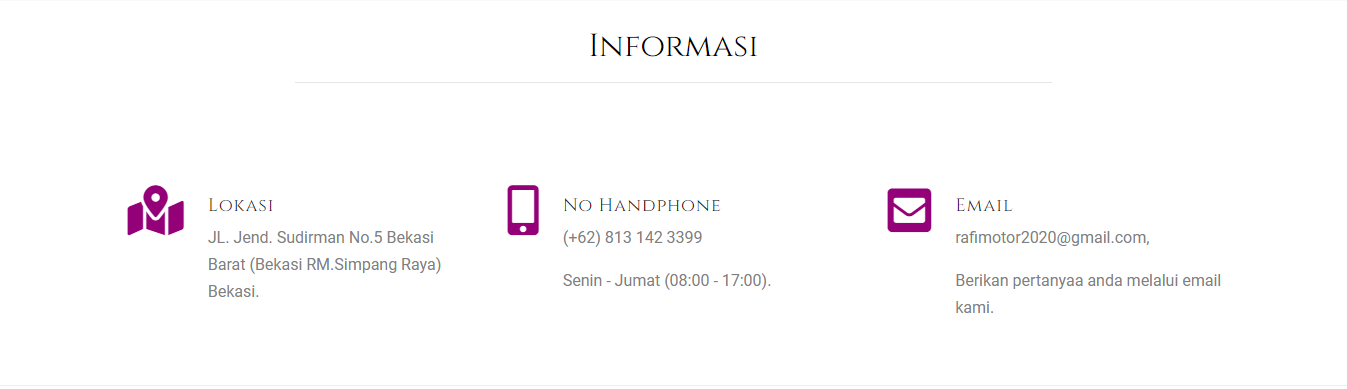 Informasi
Lokasi
JL. Jend. Sudirman No.5 Bekasi
Barat (Bekasi RM.Simpang Raya)
Bekasi.
No Handphone
(+62) 813 142 3399
Senin - Jumat (08:00 - 17:00).
Email
rafimotor2020@gmail.com,
Berikan pertanyaa anda melalui email
kami.